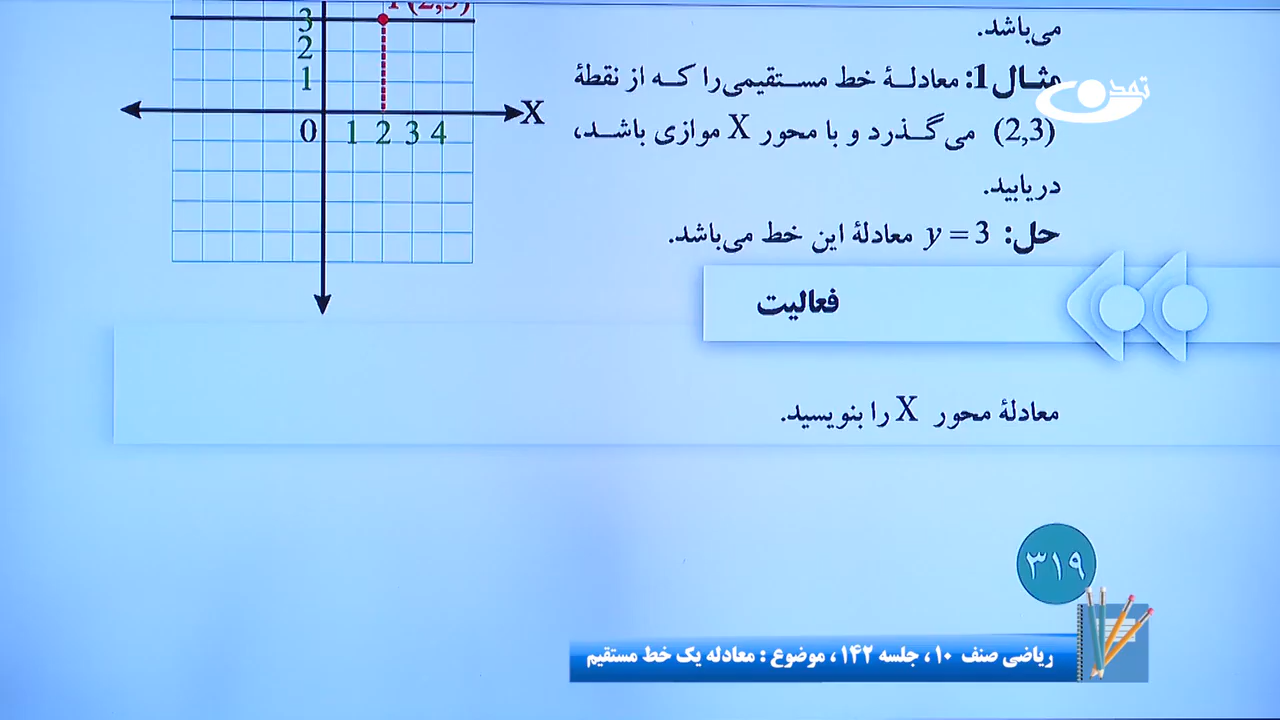 می‌باشد.
مثال 1: معادلهٔ خط مستقیمی را که از نقطهٔ
(2,3) می‌گذرد و با محور X موازی باشد،
دریابید.
حل: y = 3 معادلهٔ این خط می‌باشد.
3
2
1
X
0 1 2 3 4
فعالیت
معادلهٔ محور X را بنویسید.
۳۱۹
ریاضی صنف ۱۰، جلسه ۱۴۲، موضوع : معادله یک خط مستقیم
تمدن